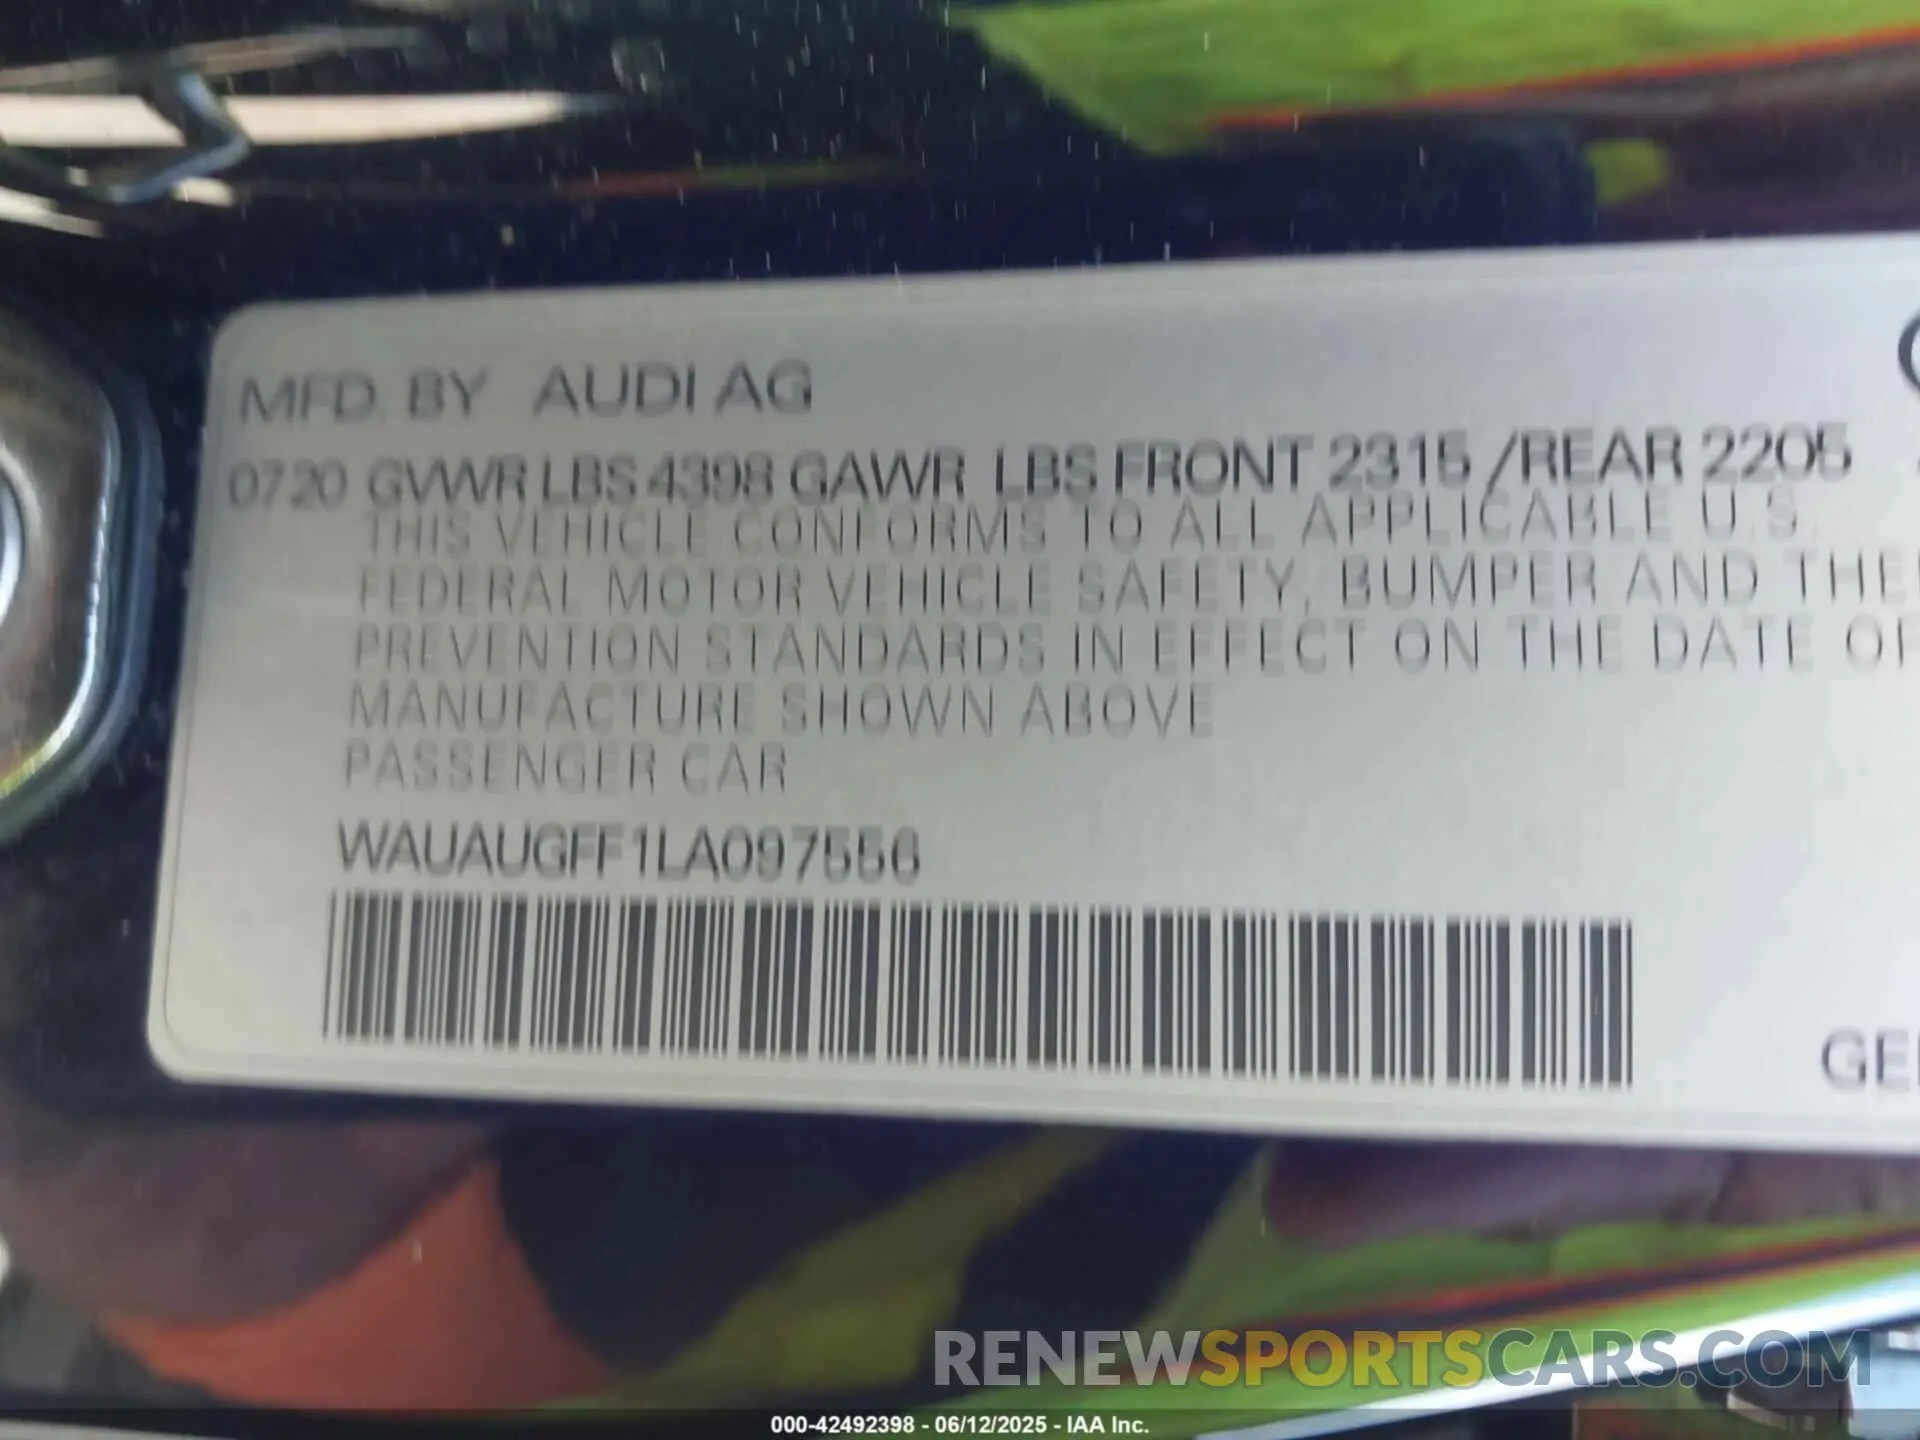 MFD. BY AUDI AG
0720 GVWR LBS 4398 GAWR LBS FRONT 2315 /REAR 2205
THIS VEHICLE CONFORMS TO ALL APPLICABLE U.S.
FEDERAL MOTOR VEHICLE SAFETY, BUMPER AND THE
PREVENTION STANDARDS IN EFFECT ON THE DATE OF
MANUFACTURE SHOWN ABOVE
PASSENGER CAR
WAUAUGFF1LA097556
GE
RENEWSPORTSCARS.COM
000-42492398 - 06/12/2025 - IAA Inc.